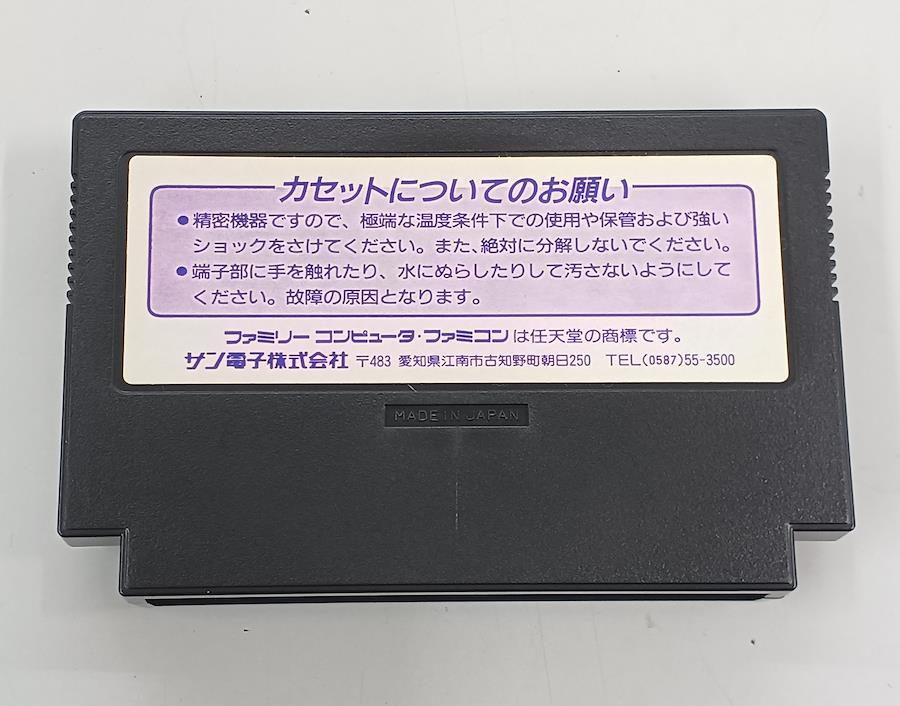 カセットについてのお願い
●精密機器ですので、極端な温度条件下での使用や保管および強い
ショックをさけてください。また、絶対に分解しないでください。
●端子部に手を触れたり、水にぬらしたりして汚さないようにして
ください。故障の原因となります。
ファミリー コンピュータ・ファミコンは任天堂の商標です。
サン電子株式会社 〒483 愛知県江南市古知野町朝日250 TEL(0587)55-3500
MADE IN JAPAN